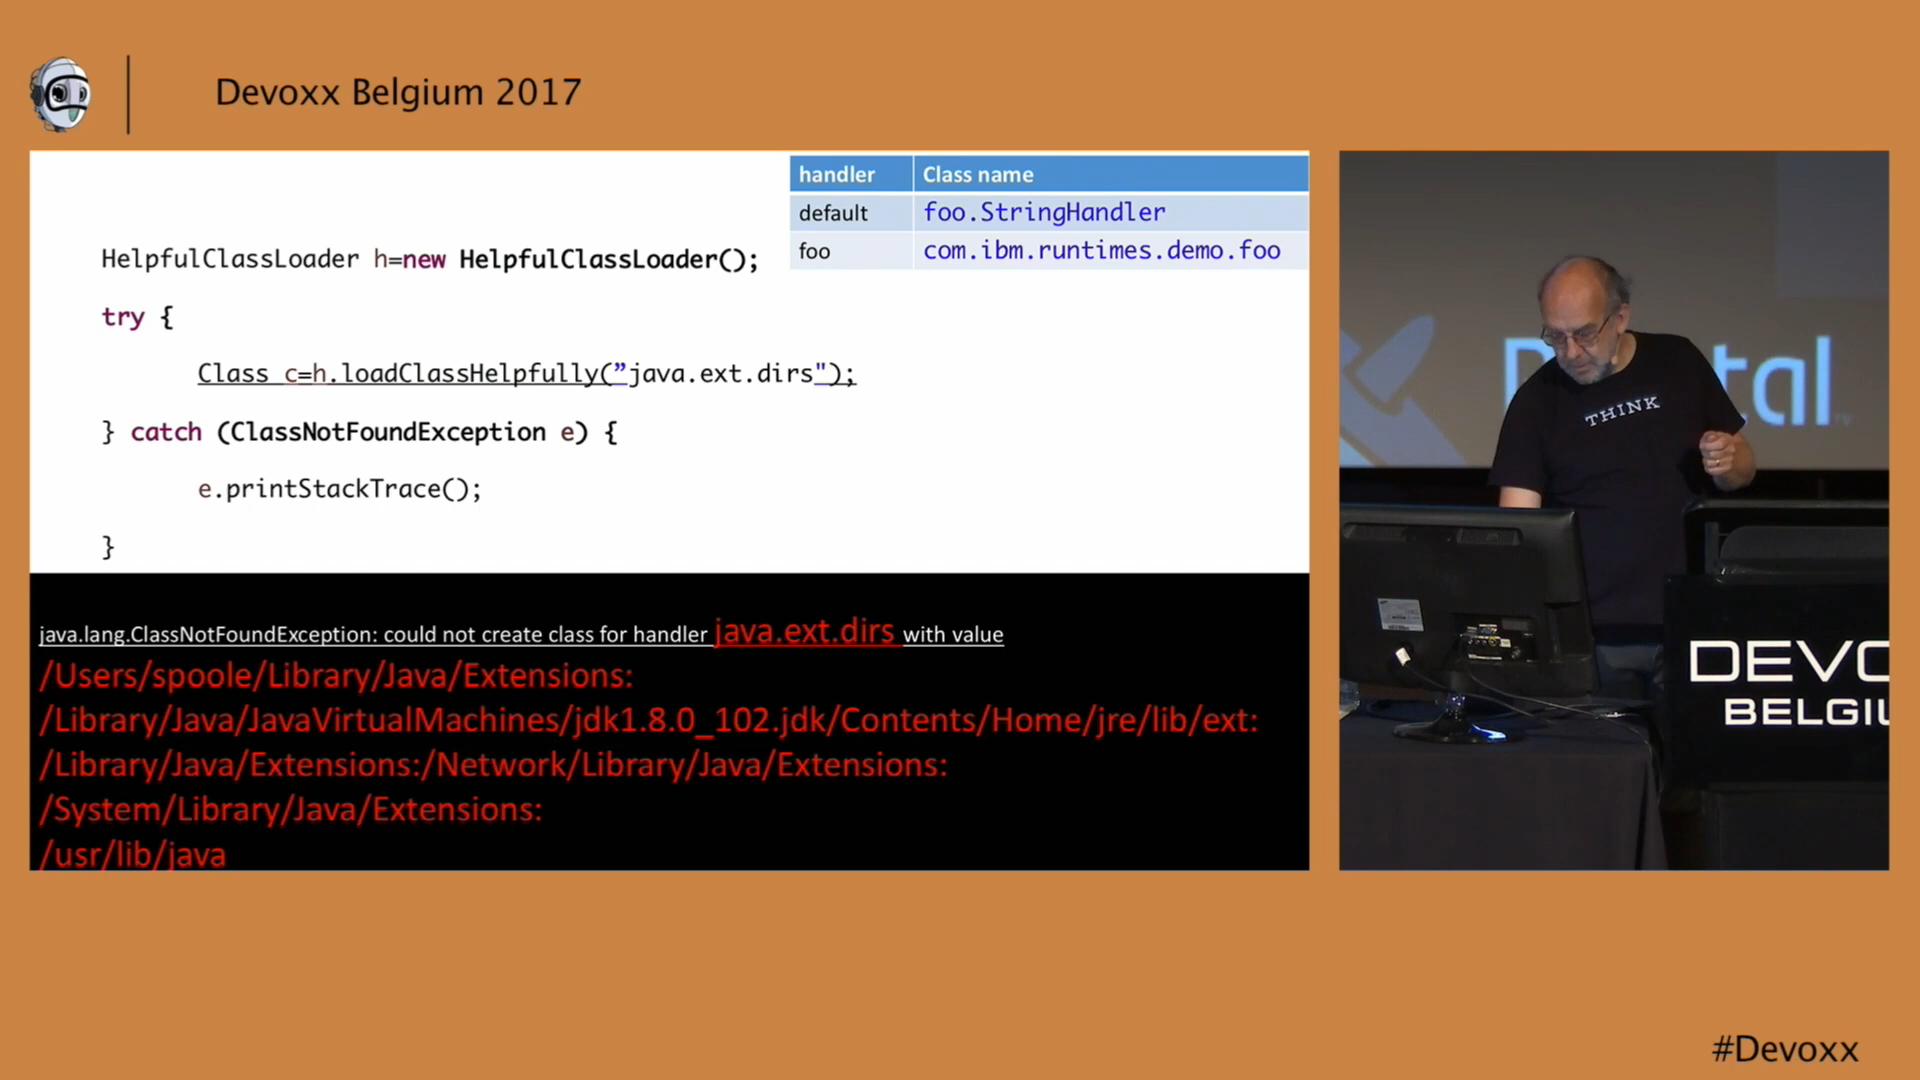 Devoxx Belgium 2017
handler Class name
default foo.StringHandler
foo com.ibm.runtimes.demo.foo
HelpfulClassLoader h=new HelpfulClassLoader();
try {
Class c=h.loadClassHelpfully(”java.ext.dirs");
} catch (ClassNotFoundException e) {
e.printStackTrace();
}
java.lang.ClassNotFoundException: could not create class for handler java.ext.dirs with value
/Users/spoole/Library/Java/Extensions:
/Library/Java/JavaVirtualMachines/jdk1.8.0_102.jdk/Contents/Home/jre/lib/ext:
/Library/Java/Extensions:/Network/Library/Java/Extensions:
/System/Library/Java/Extensions:
/usr/lib/java
THINK
DEVO
BELGIU
#Devoxx